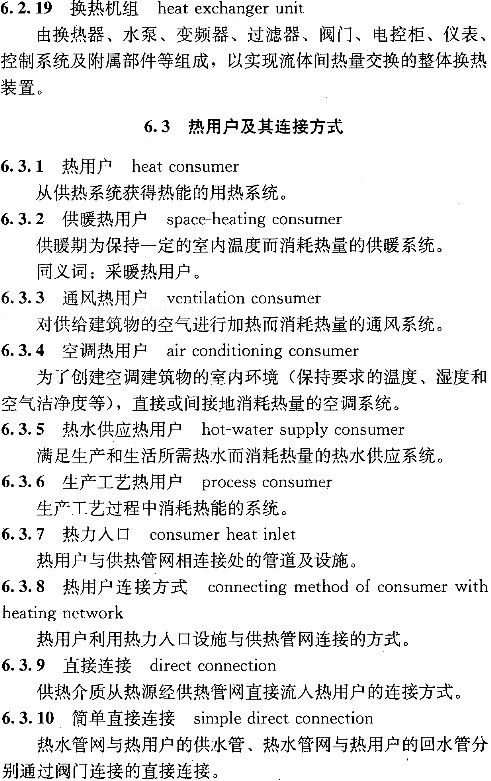 6.2.19 换热机组 heat exchanger unit
由换热器、水泵、变频器、过滤器、阀门、电控柜、仪表、
控制系统及附属部件等组成，以实现流体间热量交换的整体换热
装置。
6.3 热用户及其连接方式
6.3.1 热用户 heat consumer
从供热系统获得热能的用热系统。
6.3.2 供暖热用户 space-heating consumer
供暖期为保持一定的室内温度而消耗热量的供暖系统。
同义词：采暖热用户。
6.3.3 通风热用户 ventilation consumer
对供给建筑物的空气进行加热而消耗热量的通风系统。
6.3.4 空调热用户 air conditioning consumer
为了创建空调建筑物的室内环境（保持要求的温度、湿度和
空气洁净度等），直接或间接地消耗热量的空调系统。
6.3.5 热水供应热用户 hot-water supply consumer
满足生产和生活所需热水而消耗热量的热水供应系统。
6.3.6 生产工艺热用户 process consumer
生产工艺过程中消耗热能的系统。
6.3.7 热力入口 consumer heat inlet
热用户与供热管网相连接处的管道及设施。
6.3.8 热用户连接方式 connecting method of consumer with
heating network
热用户利用热力入口设施与供热管网连接的方式。
6.3.9 直接连接 direct connection
供热介质从热源经供热管网直接流入热用户的连接方式。
6.3.10 简单直接连接 simple direct connection
热水管网与热用户的供水管、热水管网与热用户的回水管分
别通过阀门连接的直接连接。